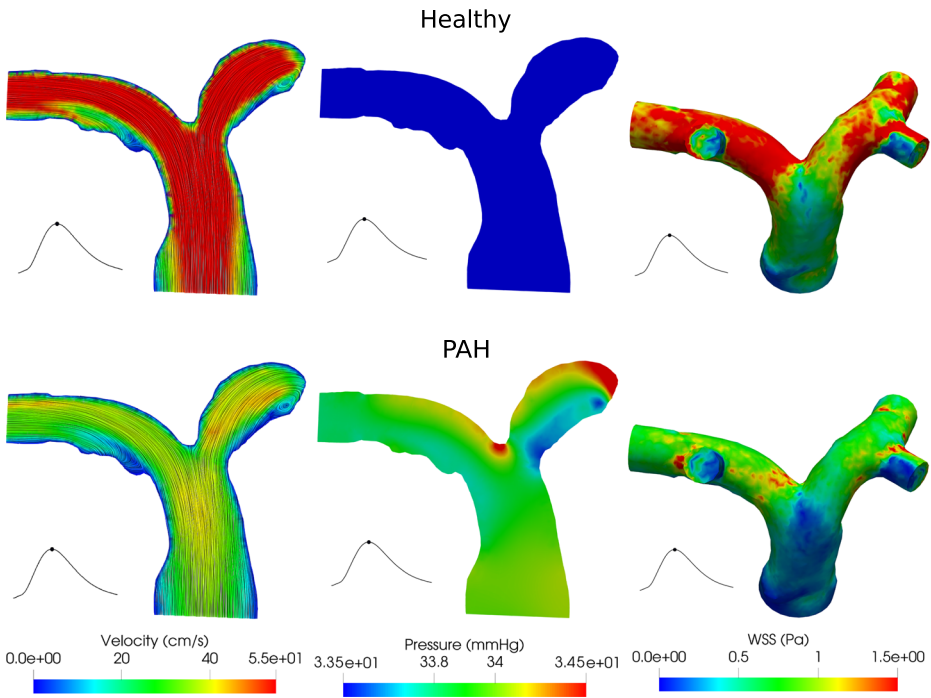 Healthy
PAH
Velocity (cm/s)
0.0e+00 20 40 5.5e+01
Pressure (mmHg)
3.35e+01 33.8 34 3.45e+01
WSS (Pa)
0.0e+00 0.5 1 1.5e+00